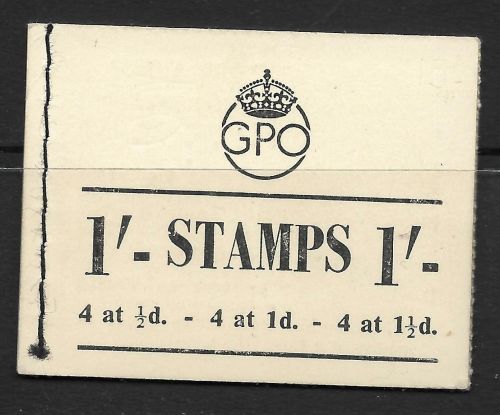 GPO
1'- STAMPS 1'-
4 at ½d. - 4 at 1d. - 4 at 1½d.